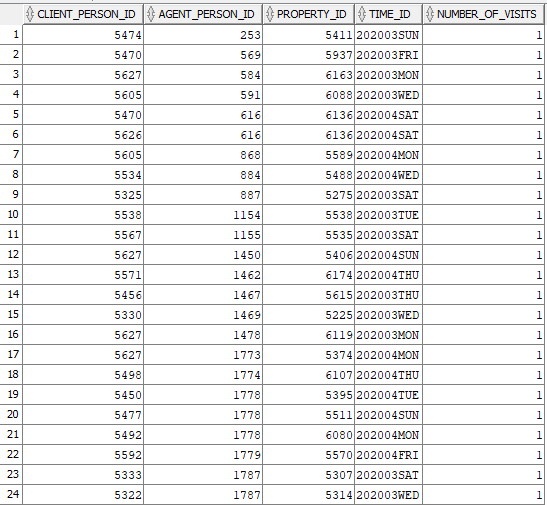 CLIENT_PERSON_ID AGENT_PERSON_ID PROPERTY_ID TIME_ID NUMBER_OF_VISITS
1 5474 253 5411 202003SUN 1
2 5470 569 5937 202003FRI 1
3 5627 584 6163 202003MON 1
4 5605 591 6088 202003WED 1
5 5470 616 6136 202004SAT 1
6 5626 616 6136 202004SAT 1
7 5605 868 5589 202004MON 1
8 5534 884 5488 202004WED 1
9 5325 887 5275 202003SAT 1
10 5538 1154 5538 202003TUE 1
11 5567 1155 5535 202003SAT 1
12 5627 1450 5406 202004SUN 1
13 5571 1462 6174 202004THU 1
14 5456 1467 5615 202003THU 1
15 5330 1469 5225 202003WED 1
16 5627 1478 6119 202003MON 1
17 5627 1773 5374 202004MON 1
18 5498 1774 6107 202004THU 1
19 5450 1778 5395 202004TUE 1
20 5477 1778 5511 202004SUN 1
21 5492 1778 6080 202004MON 1
22 5592 1779 5570 202004FRI 1
23 5333 1787 5307 202003SAT 1
24 5322 1787 5314 202003WED 1